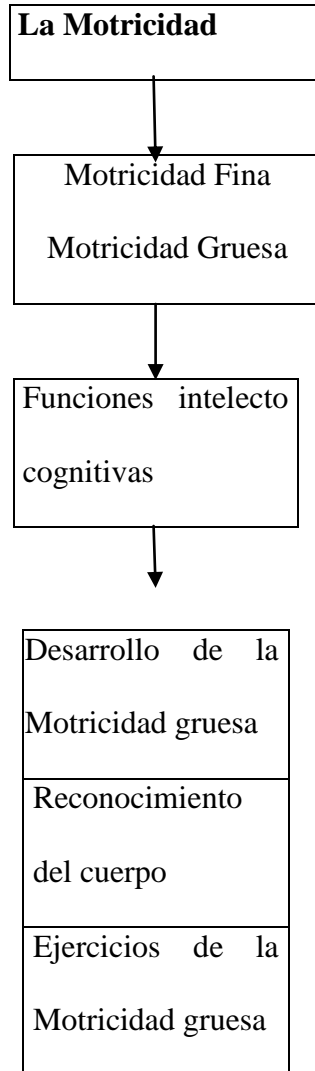 La Motricidad
Motricidad Fina
Motricidad Gruesa
Funciones intelecto
cognitivas
Desarrollo de la
Motricidad gruesa
Reconocimiento
del cuerpo
Ejercicios de la
Motricidad gruesa